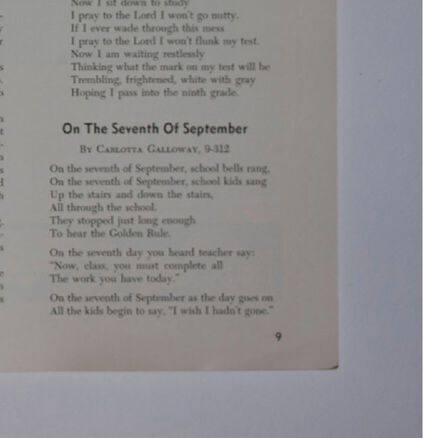 Now I sit down to study
I pray to the Lord I won't go nutty.
If I ever wade through this mess
I pray to the Lord I won't flunk my test.
Now I am waiting restlessly
Thinking what the mark on my test will be
Trembling, frightened, white with gray
Hoping I pass into the ninth grade.
On The Seventh Of September
By Carlotta Galloway, 9-312
On the seventh of September, school bells rang,
On the seventh of September, school kids sang
Up the stairs and down the stairs,
All through the school.
They stopped just long enough
To hear the Golden Rule.
On the seventh day you heard teacher say:
"Now, class, you must complete all
The work you have today."
On the seventh of September as the day goes on
All the kids begin to say, "I wish I hadn't gone."
9